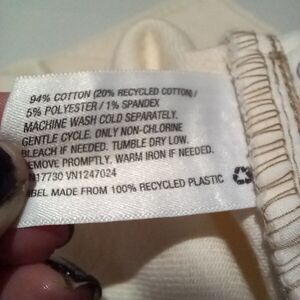 94% COTTON (20% RECYCLED COTTON) /
5% POLYESTER / 1% SPANDEX
MACHINE WASH COLD SEPARATELY.
GENTLE CYCLE. ONLY NON-CHLORINE
BLEACH IF NEEDED. TUMBLE DRY LOW.
REMOVE PROMPTLY. WARM IRON IF NEEDED.
17730 VN1247024
LABEL MADE FROM 100% RECYCLED PLASTIC